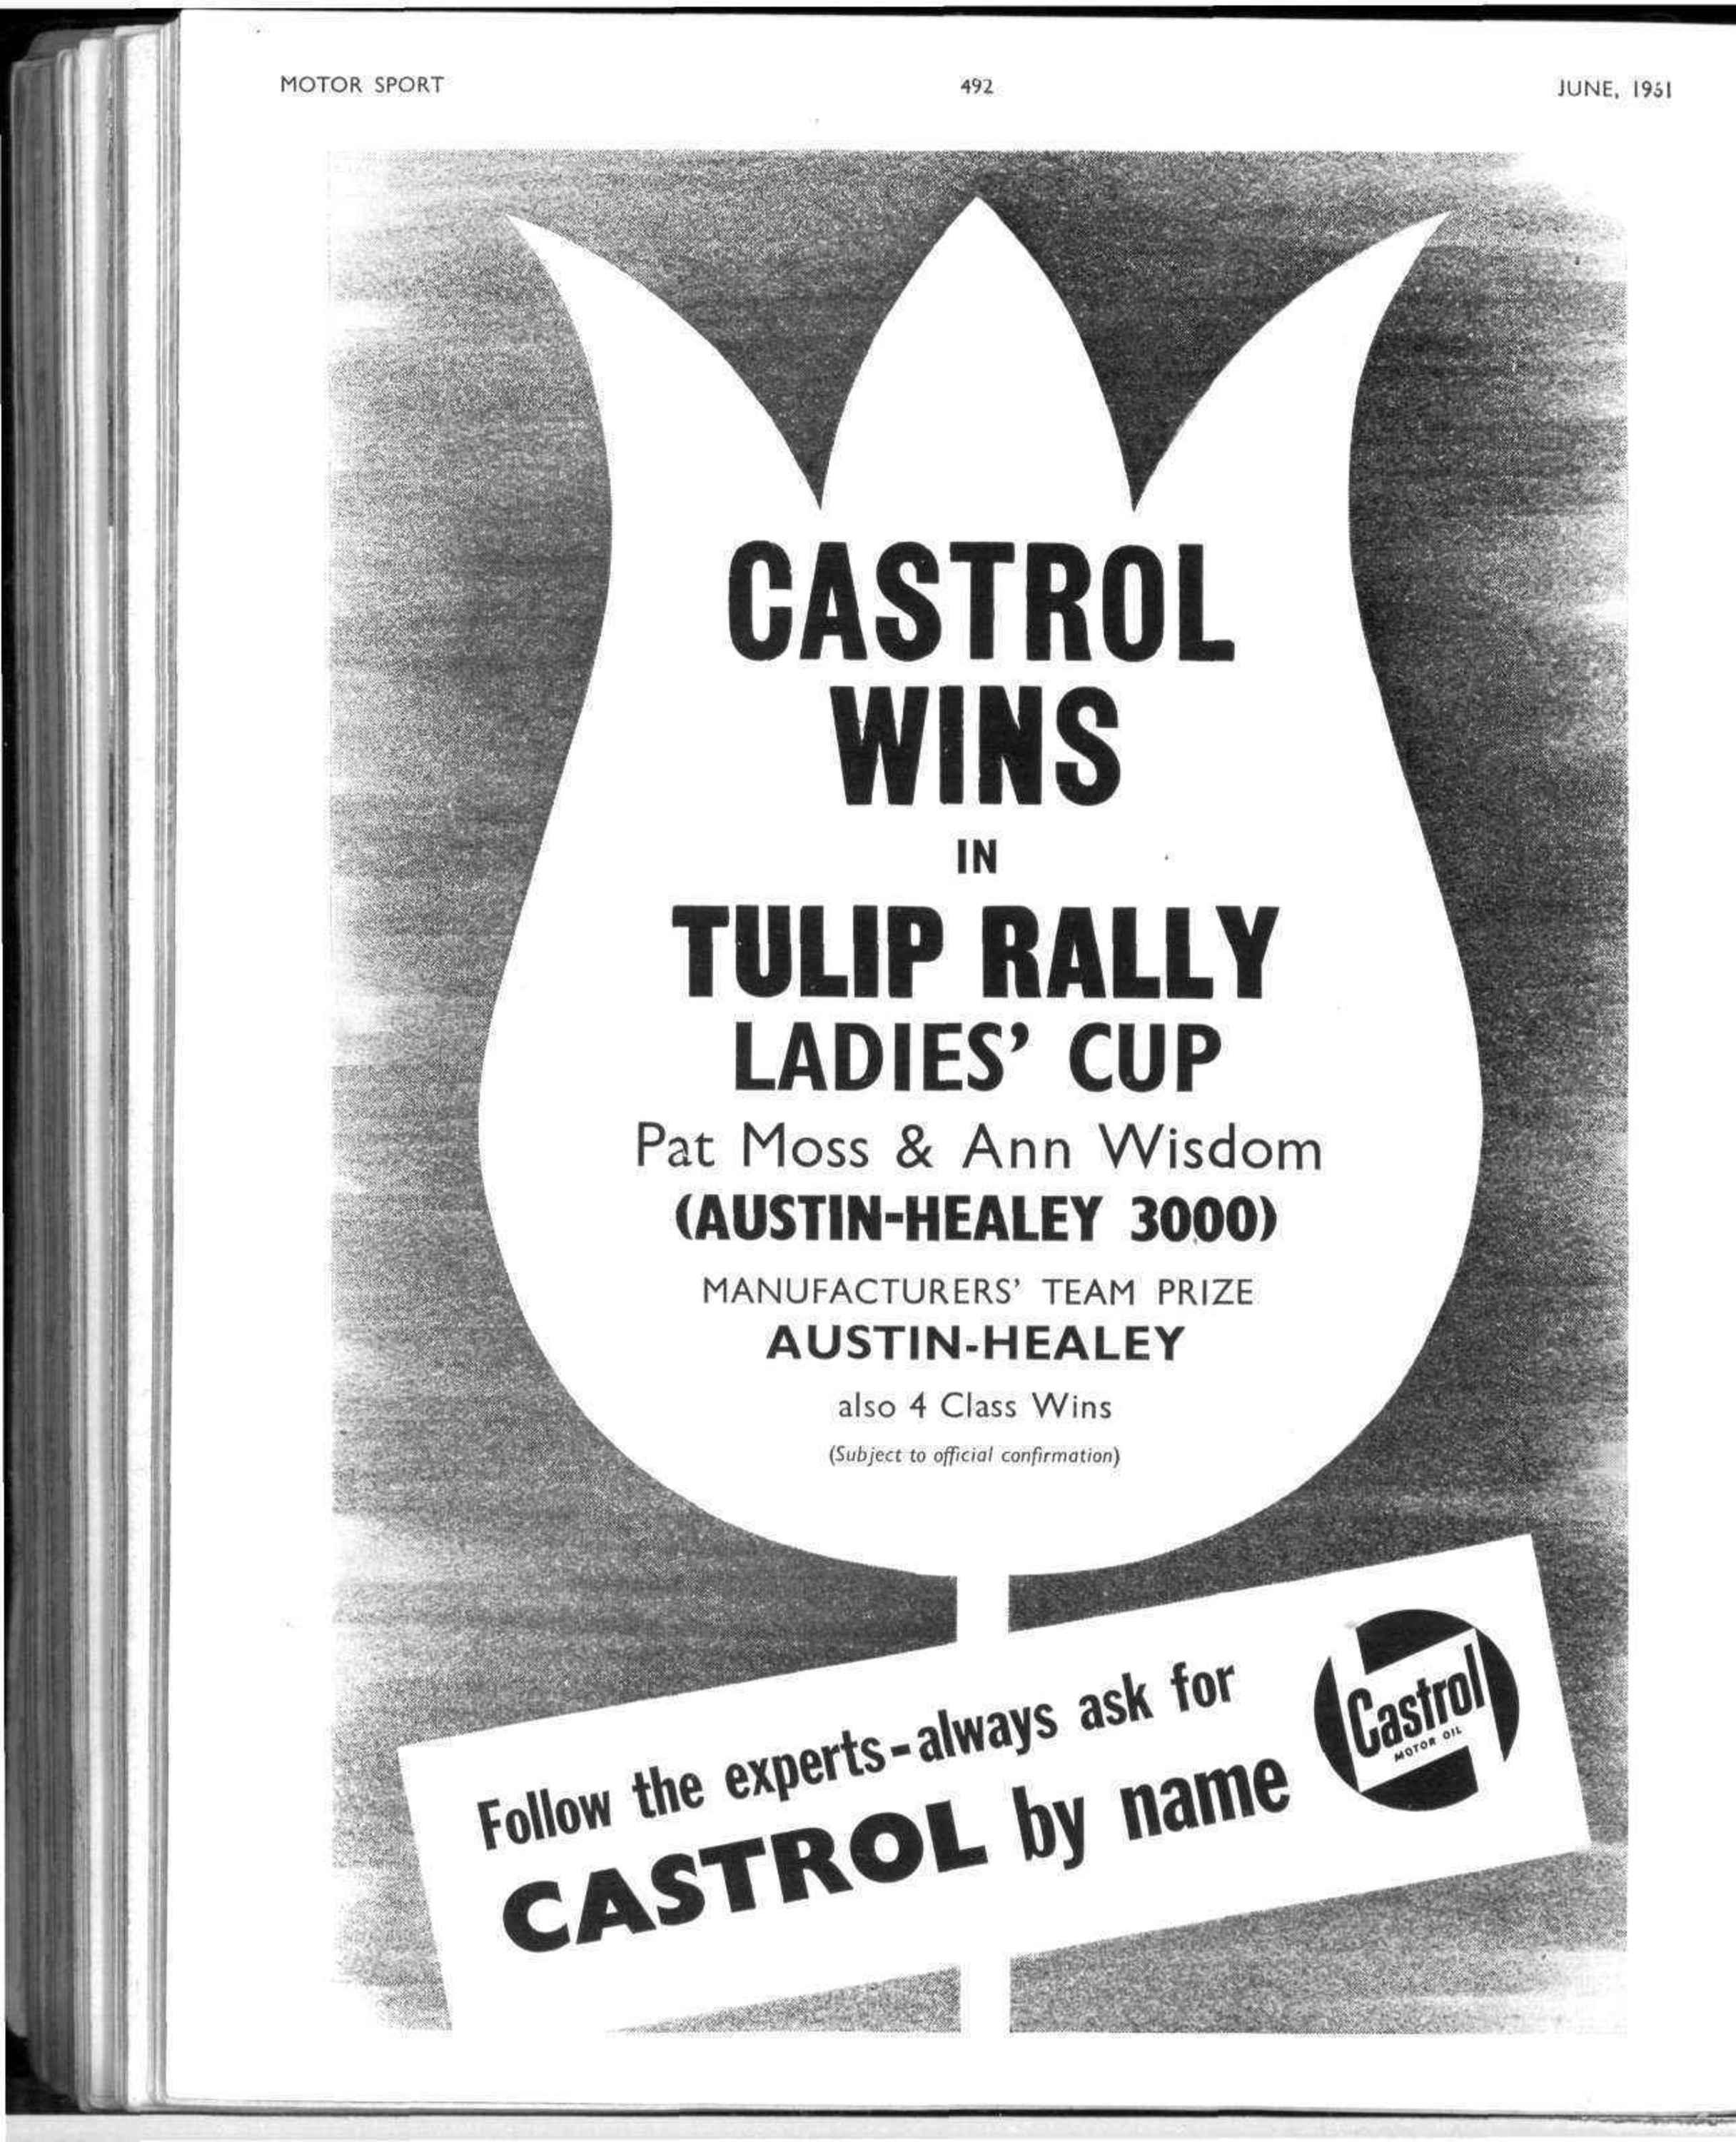 MOTOR SPORT 492 JUNE, 1961
CASTROL
WINS
IN
TULIP RALLY
LADIES' CUP
Pat Moss & Ann Wisdom
(AUSTIN-HEALEY 3000)
MANUFACTURERS' TEAM PRIZE
AUSTIN-HEALEY
also 4 Class Wins
(Subject to official confirmation)
Follow the experts-always ask for
CASTROL by name
Castrol
MOTOR OIL